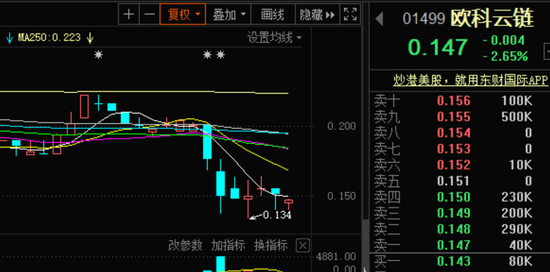 复权 叠加 画线 隐藏
MA250:0.223 设置均线
0.200
0.150
0.134
改参数 加指标 换指标
4881.00
0.00
01499 欧科云链
0.147 -0.004
-2.65%
炒港美股，就用东财国际APP
卖十 0.156 100K
卖九 0.155 500K
卖八 0.154 0
卖七 0.153 0
卖六 0.152 10K
卖五 0.151 0
卖四 0.150 230K
卖三 0.149 200K
卖二 0.148 290K
卖一 0.147 40K
买一 0.143 80K